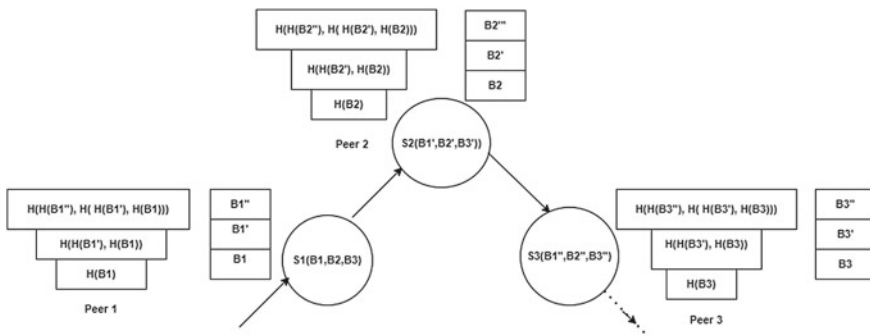 H(H(B2"), H( H(B2'), H(B2)))
H(H(B2'), H(B2))
H(B2)
Peer 2
B2'"
B2'
B2
S2(B1',B2',B3'))
H(H(B1"), H( H(B1'), H(B1)))
H(H(B1'), H(B1))
H(B1)
Peer 1
B1"
B1'
B1
S1(B1,B2,B3)
S3(B1",B2",B3")
H(H(B3"), H( H(B3'), H(B3)))
H(H(B3'), H(B3))
H(B3)
Peer 3
B3"
B3'
B3